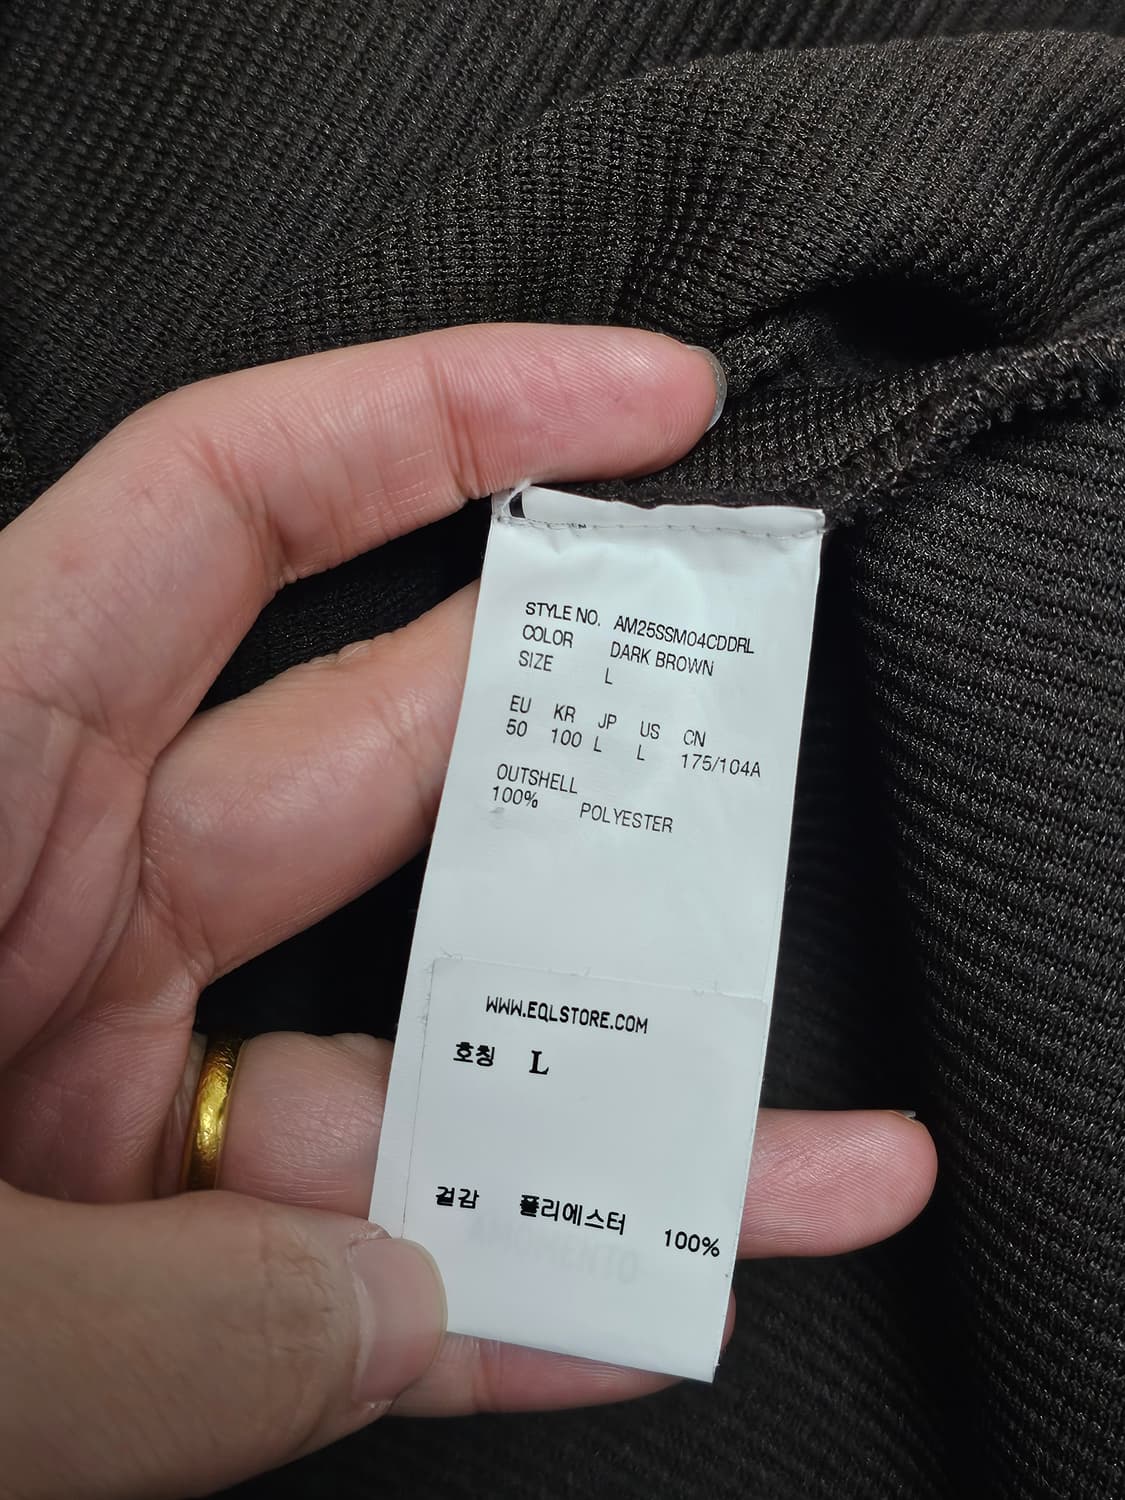 STYLE NO. AM25SSM04CDDRL
COLOR DARK BROWN
SIZE L
EU KR JP US CN
50 100 L L 175/104A
OUTSHELL
100% POLYESTER
WWW.EQLSTORE.COM
호칭 L
겉감 폴리에스터 100%